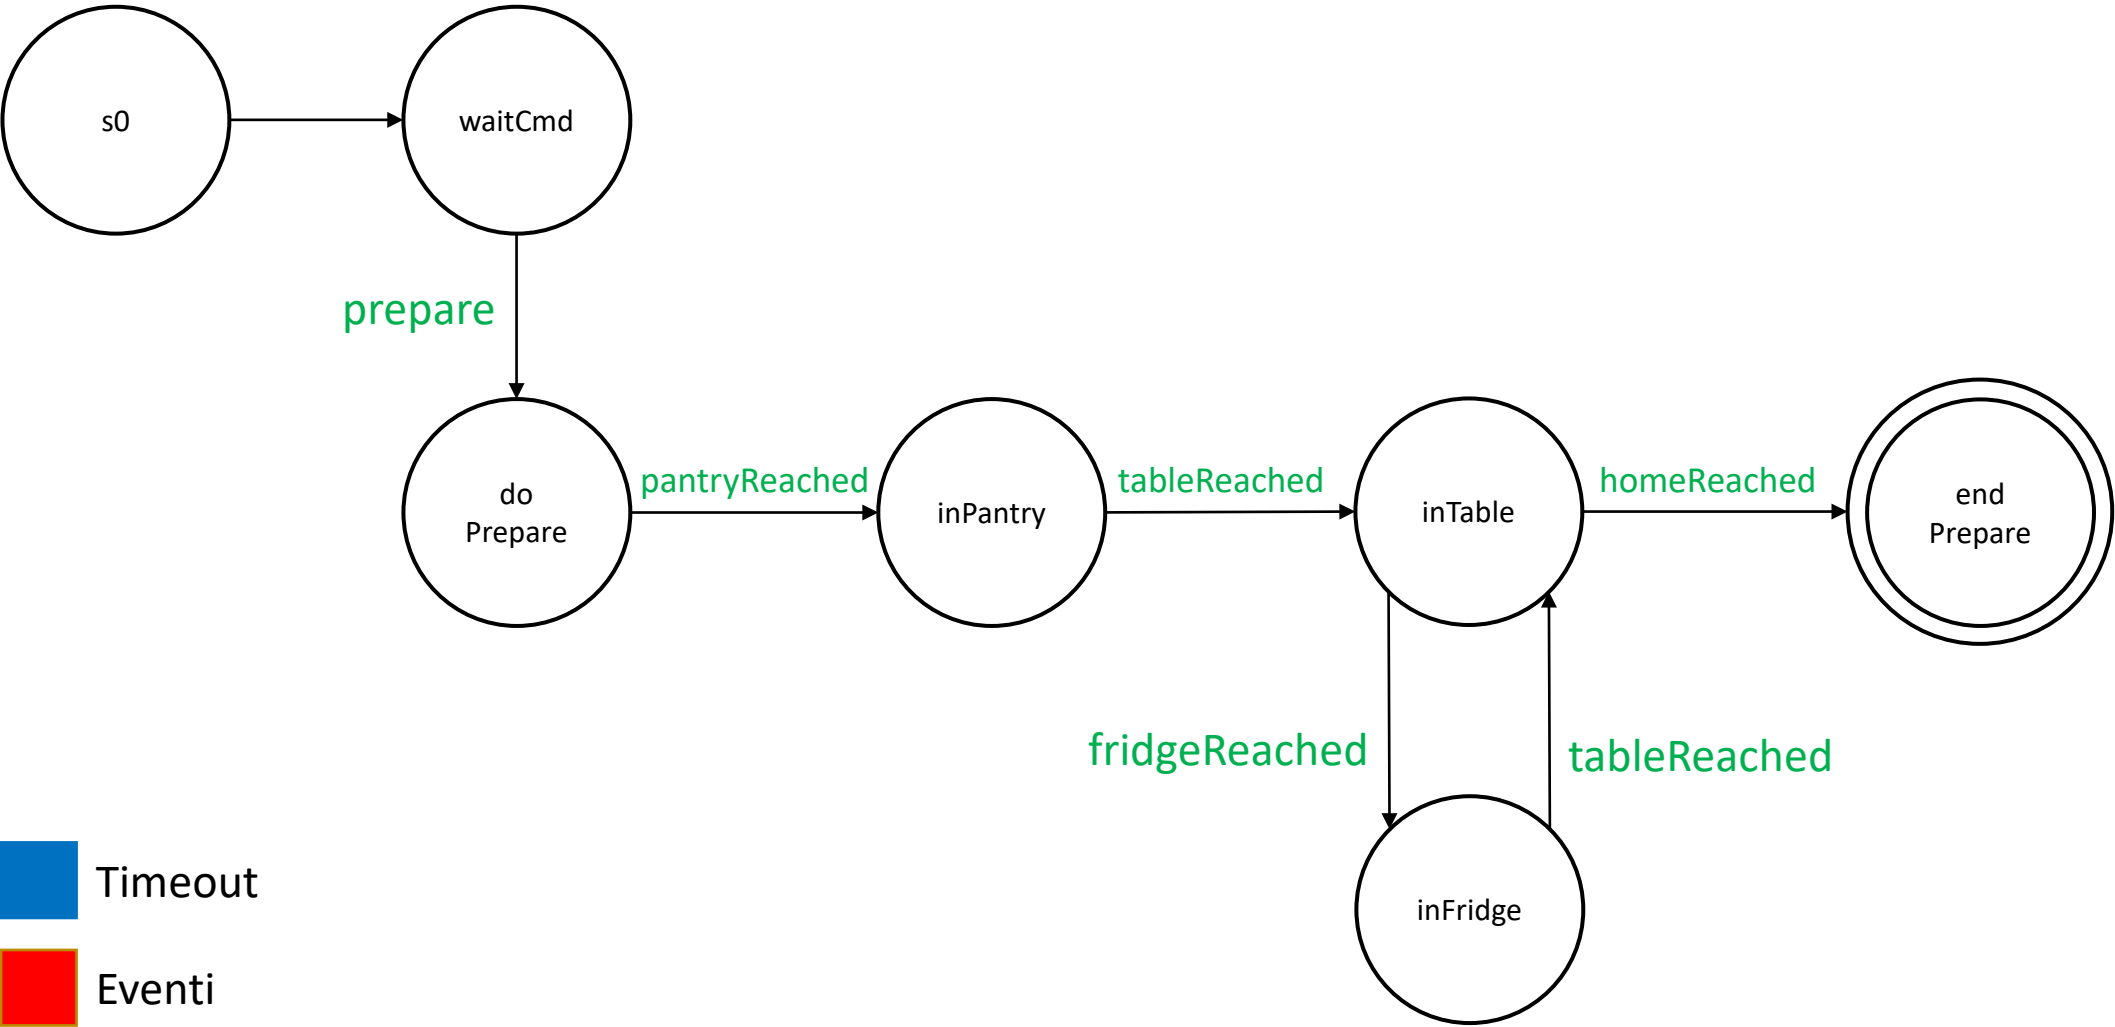 s0
waitCmd
prepare
do
Prepare
pantryReached
inPantry
tableReached
inTable
homeReached
end
Prepare
fridgeReached
tableReached
inFridge
Timeout
Eventi